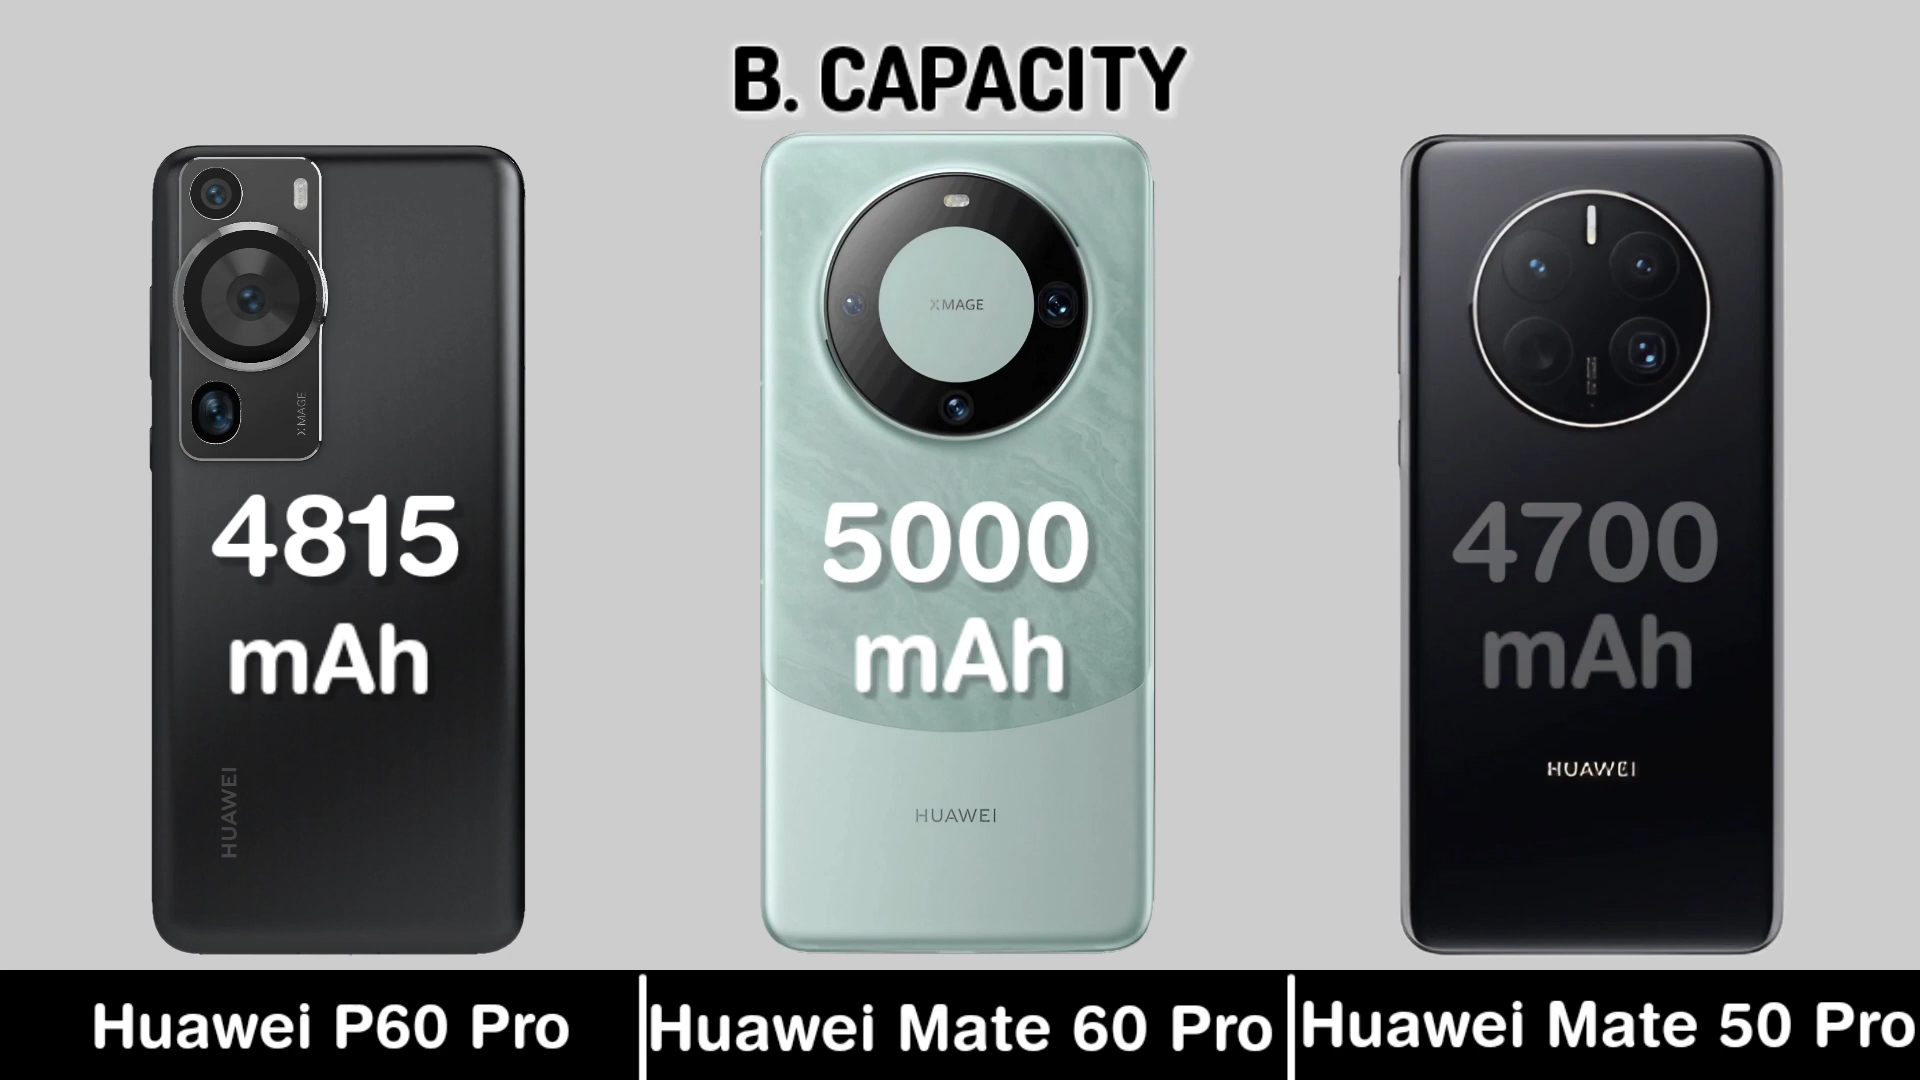 B. CAPACITY
XMAGE
4815
mAh
HUAWEI
XMAGE
5000
mAh
HUAWEI
4700
mAh
HUAWEI
Huawei P60 Pro
Huawei Mate 60 Pro
Huawei Mate 50 Pro